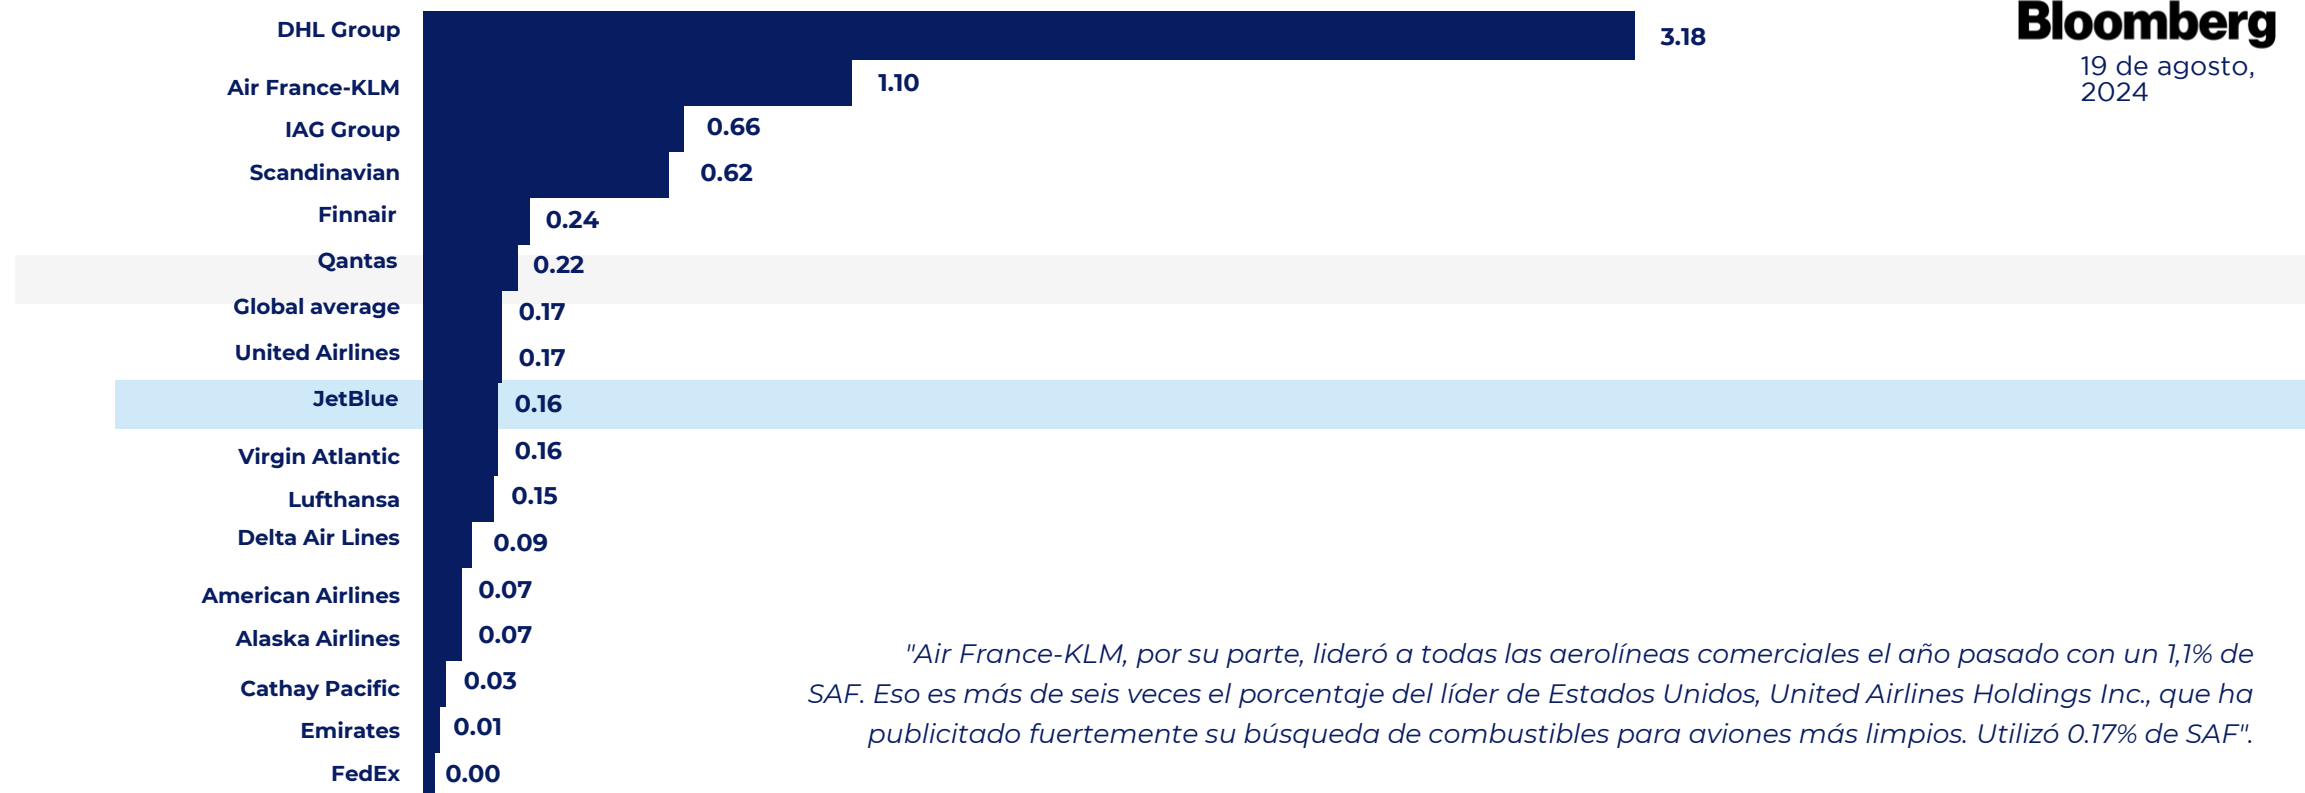 Bloomberg
19 de agosto,
2024
DHL Group 3.18
Air France-KLM 1.10
IAG Group 0.66
Scandinavian 0.62
Finnair 0.24
Qantas 0.22
Global average 0.17
United Airlines 0.17
JetBlue 0.16
Virgin Atlantic 0.16
Lufthansa 0.15
Delta Air Lines 0.09
American Airlines 0.07
Alaska Airlines 0.07
Cathay Pacific 0.03
Emirates 0.01
FedEx 0.00
"Air France-KLM, por su parte, lideró a todas las aerolíneas comerciales el año pasado con un 1,1% de
SAF. Eso es más de seis veces el porcentaje del líder de Estados Unidos, United Airlines Holdings Inc., que ha
publicitado fuertemente su búsqueda de combustibles para aviones más limpios. Utilizó 0.17% de SAF".